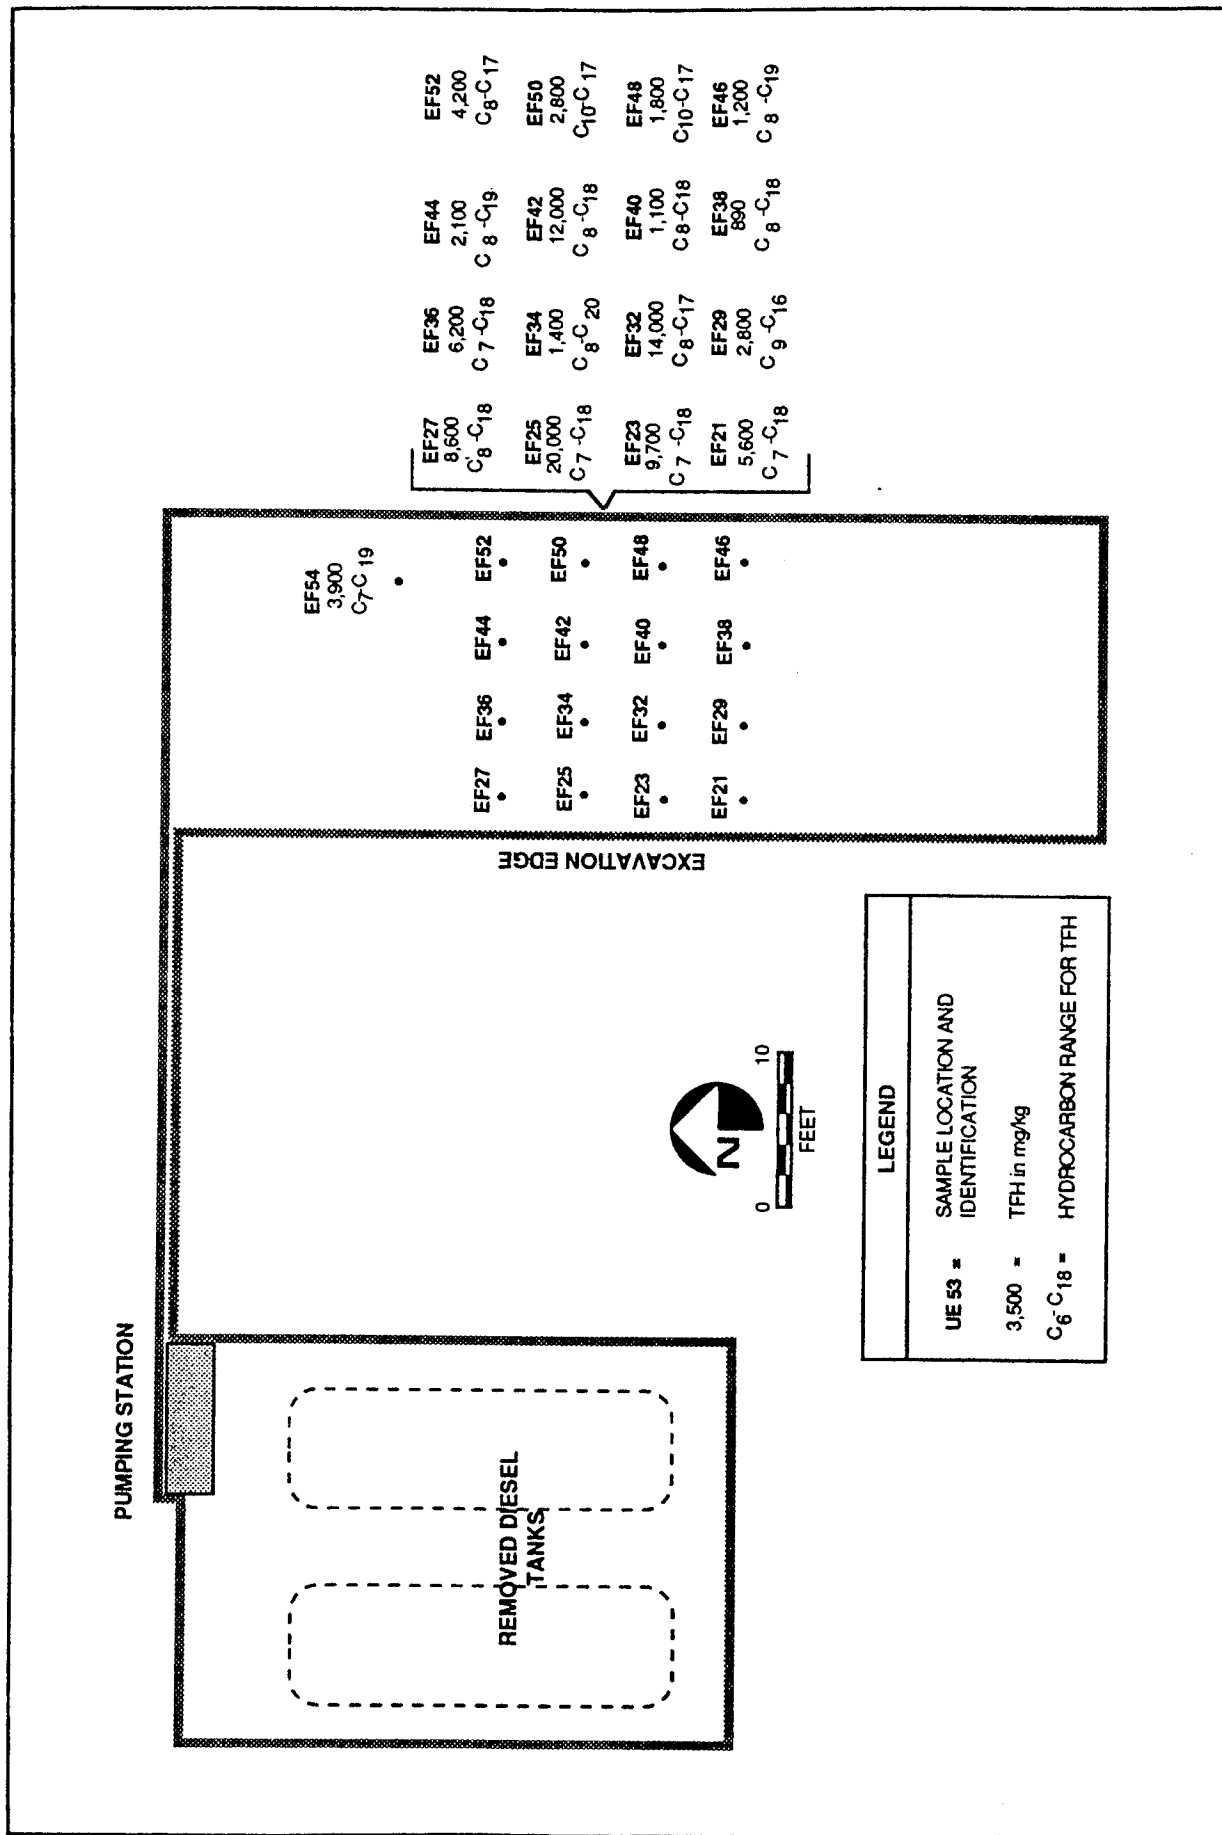 PUMPING STATION
REMOVED DIESEL
TANKS
EXCAVATION EDGE
EF54
3,900
C7-C19
EF27
EF36
EF44
EF52
EF25
EF34
EF42
EF50
EF23
EF32
EF40
EF48
EF21
EF29
EF38
EF46
EF27
8,600
C8-C18
EF36
6,200
C7-C18
EF44
2,100
C8-C19
EF52
4,200
C8-C17
EF25
20,000
C7-C18
EF34
1,400
C8-C20
EF42
12,000
C8-C18
EF50
2,800
C10-C17
EF23
9,700
C7-C18
EF32
14,000
C8-C17
EF40
1,100
C8-C18
EF48
1,800
C10-C17
EF21
5,600
C7-C18
EF29
2,800
C9-C16
EF38
890
C8-C18
EF46
1,200
C8-C19
N
0 10
FEET
LEGEND
UE 53 = SAMPLE LOCATION AND
IDENTIFICATION
3,500 = TFH in mg/kg
C6-C18 = HYDROCARBON RANGE FOR TFH